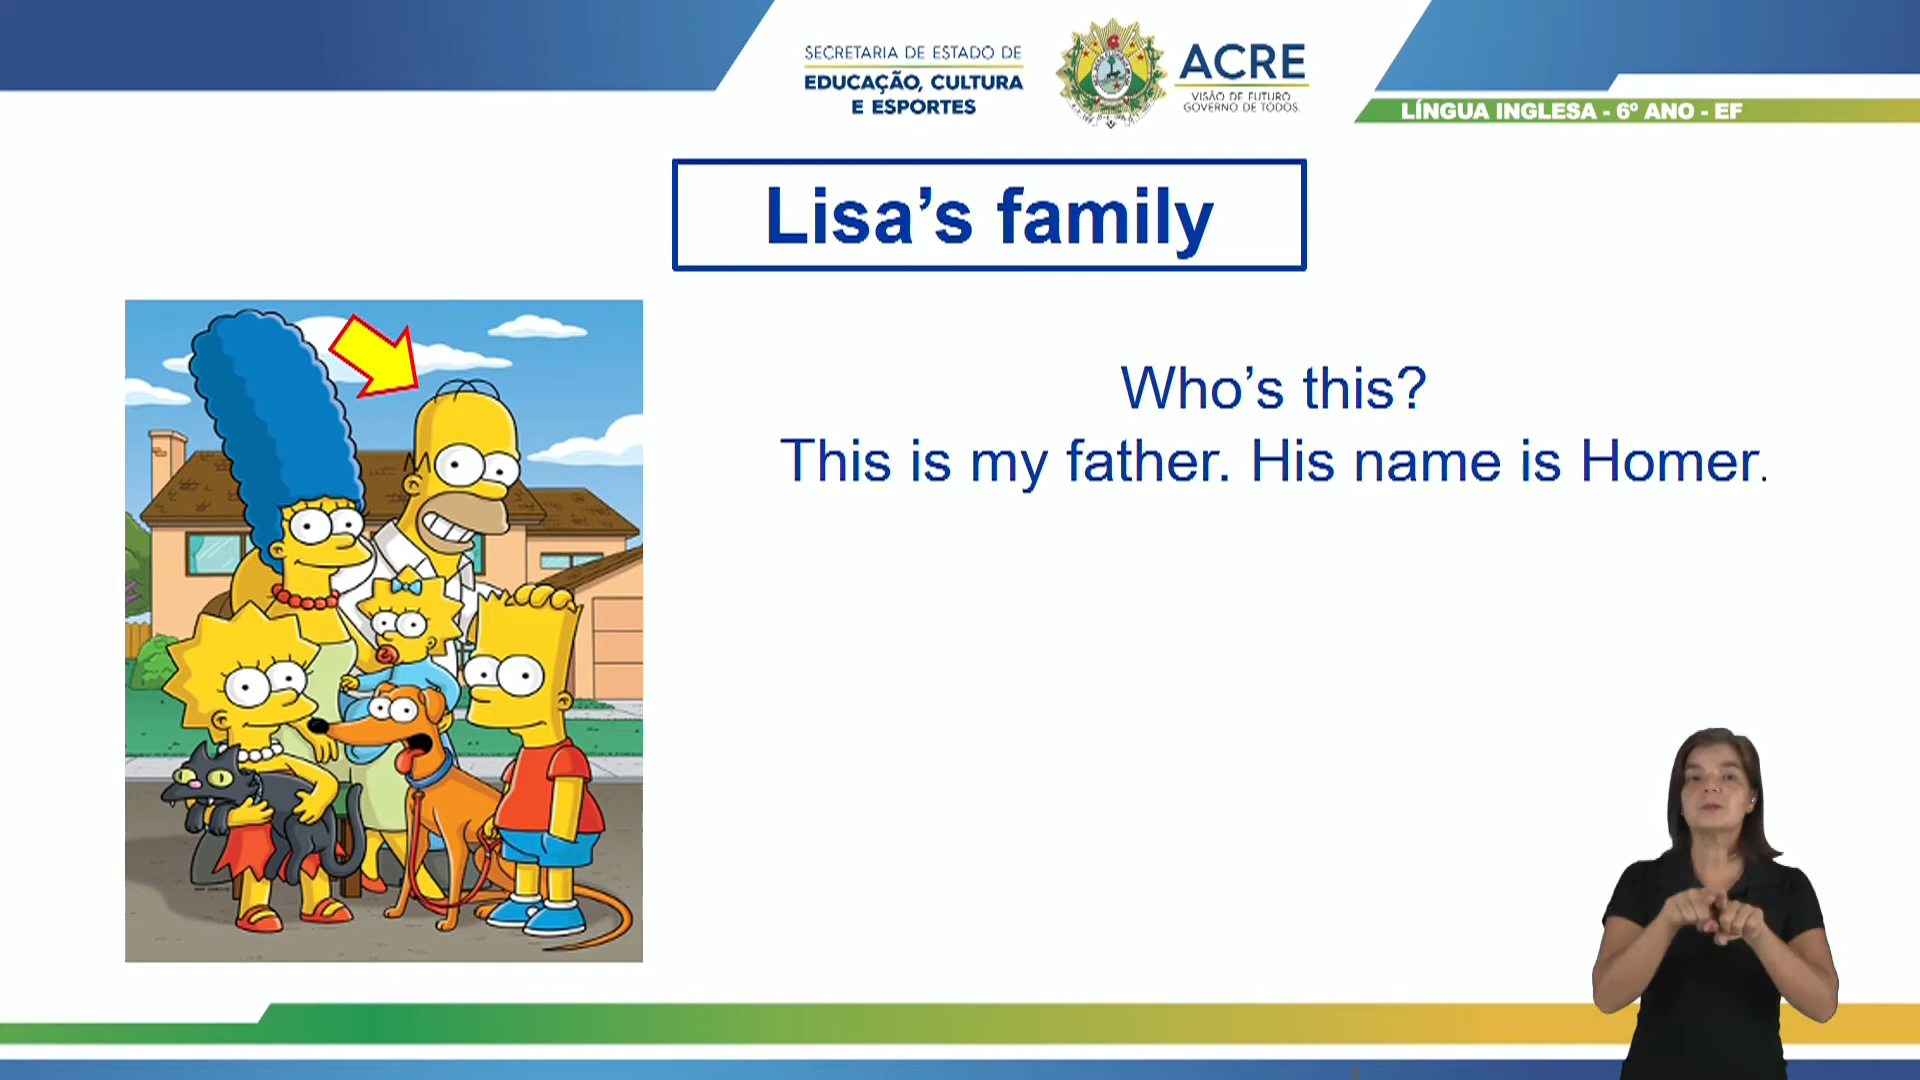 SECRETARIA DE ESTADO DE
EDUCAÇÃO, CULTURA
E ESPORTES
ACRE
VISÃO DE FUTURO
GOVERNO DE TODOS.
LÍNGUA INGLESA - 6º ANO - EF
Lisa’s family
Who’s this?
This is my father. His name is Homer.